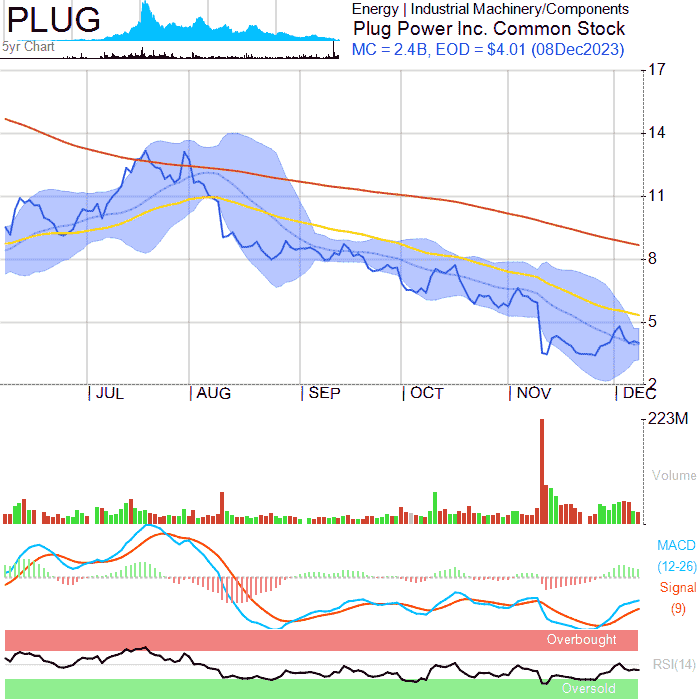 PLUG
5yr Chart
Energy | Industrial Machinery/Components
Plug Power Inc. Common Stock
MC = 2.4B, EOD = $4.01 (08Dec2023)
17
14
11
8
5
2
JUL
AUG
SEP
OCT
NOV
DEC
223M
Volume
MACD
(12-26)
Signal
(9)
Overbought
RSI(14)
Oversold